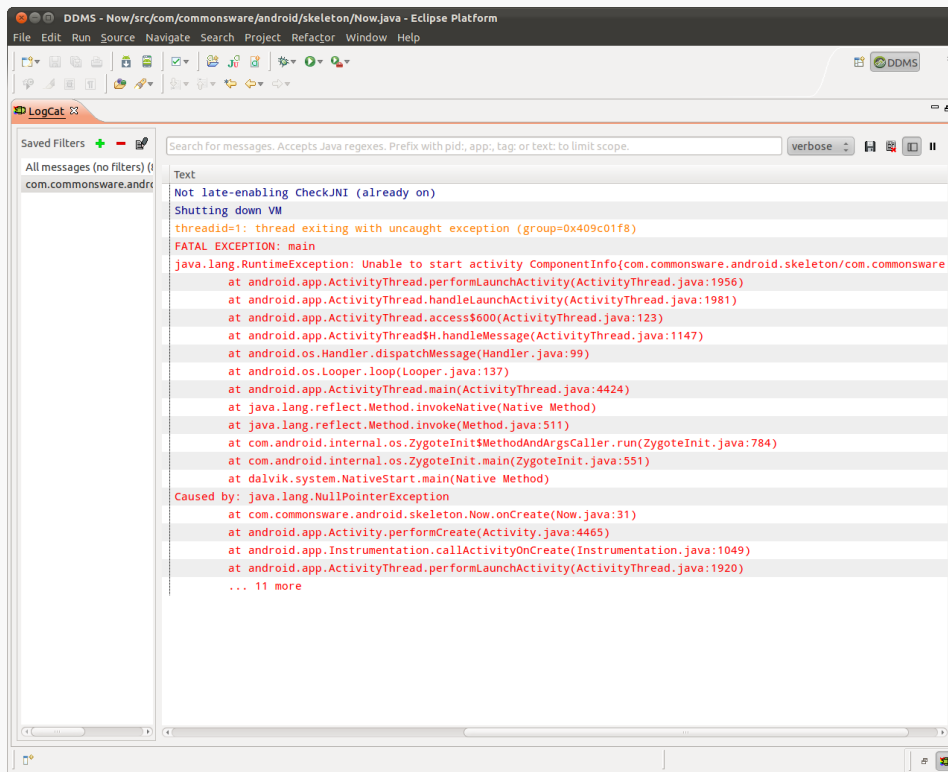 DDMS - Now/src/com/commonsware/android/skeleton/Now.java - Eclipse Platform
File Edit Run Source Navigate Search Project Refactor Window Help
DDMS
LogCat
Saved Filters
Search for messages. Accepts Java regexes. Prefix with pid:, app:, tag: or text: to limit scope.
verbose
All messages (no filters)
com.commonsware.andro
Text
Not late-enabling CheckJNI (already on)
Shutting down VM
threadid=1: thread exiting with uncaught exception (group=0x409c01f8)
FATAL EXCEPTION: main
java.lang.RuntimeException: Unable to start activity ComponentInfo{com.commonsware.android.skeleton/com.commonsware
at android.app.ActivityThread.performLaunchActivity(ActivityThread.java:1956)
at android.app.ActivityThread.handleLaunchActivity(ActivityThread.java:1981)
at android.app.ActivityThread.access$600(ActivityThread.java:123)
at android.app.ActivityThread$H.handleMessage(ActivityThread.java:1147)
at android.os.Handler.dispatchMessage(Handler.java:99)
at android.os.Looper.loop(Looper.java:137)
at android.app.ActivityThread.main(ActivityThread.java:4424)
at java.lang.reflect.Method.invokeNative(Native Method)
at java.lang.reflect.Method.invoke(Method.java:511)
at com.android.internal.os.ZygoteInit$MethodAndArgsCaller.run(ZygoteInit.java:784)
at com.android.internal.os.ZygoteInit.main(ZygoteInit.java:551)
at dalvik.system.NativeStart.main(Native Method)
Caused by: java.lang.NullPointerException
at com.commonsware.android.skeleton.Now.onCreate(Now.java:31)
at android.app.Activity.performCreate(Activity.java:4465)
at android.app.Instrumentation.callActivityOnCreate(Instrumentation.java:1049)
at android.app.ActivityThread.performLaunchActivity(ActivityThread.java:1920)
... 11 more